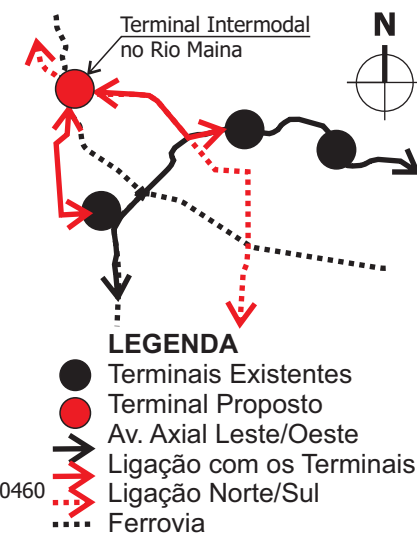 Terminal Intermodal
no Rio Maina
N
LEGENDA
Terminais Existentes
Terminal Proposto
Av. Axial Leste/Oeste
Ligação com os Terminais
0460
Ligação Norte/Sul
Ferrovia